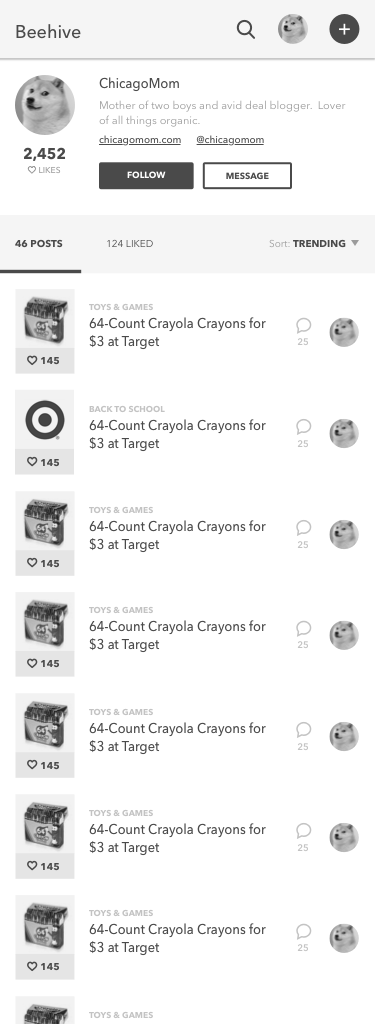 Beehive
ChicagoMom
Mother of two boys and avid deal blogger. Lover
of all things organic.
2,452
LIKES
chicagomom.com @chicagomom
FOLLOW MESSAGE
46 POSTS 124 LIKED Sort: TRENDING
TOYS & GAMES
64-Count Crayola Crayons for
$3 at Target
25
145
BACK TO SCHOOL
64-Count Crayola Crayons for
$3 at Target
25
145
TOYS & GAMES
64-Count Crayola Crayons for
$3 at Target
25
145
TOYS & GAMES
64-Count Crayola Crayons for
$3 at Target
25
145
TOYS & GAMES
64-Count Crayola Crayons for
$3 at Target
25
145
TOYS & GAMES
64-Count Crayola Crayons for
$3 at Target
25
145
TOYS & GAMES
64-Count Crayola Crayons for
$3 at Target
25
145
TOYS & GAMES